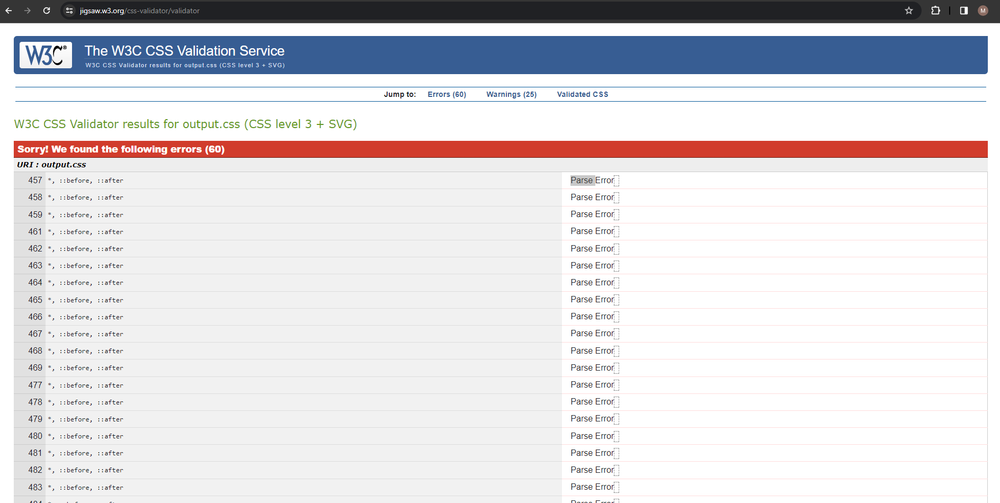 jigsaw.w3.org/css-validator/validator
M
W3C®
The W3C CSS Validation Service
W3C CSS Validator results for output.css (CSS level 3 + SVG)
Jump to: Errors (60) Warnings (25) Validated CSS
W3C CSS Validator results for output.css (CSS level 3 + SVG)
Sorry! We found the following errors (60)
URI : output.css
457 *, ::before, ::after Parse Error
458 *, ::before, ::after Parse Error
459 *, ::before, ::after Parse Error
461 *, ::before, ::after Parse Error
462 *, ::before, ::after Parse Error
463 *, ::before, ::after Parse Error
464 *, ::before, ::after Parse Error
465 *, ::before, ::after Parse Error
466 *, ::before, ::after Parse Error
467 *, ::before, ::after Parse Error
468 *, ::before, ::after Parse Error
469 *, ::before, ::after Parse Error
477 *, ::before, ::after Parse Error
478 *, ::before, ::after Parse Error
479 *, ::before, ::after Parse Error
480 *, ::before, ::after Parse Error
481 *, ::before, ::after Parse Error
482 *, ::before, ::after Parse Error
483 *, ::before, ::after Parse Error